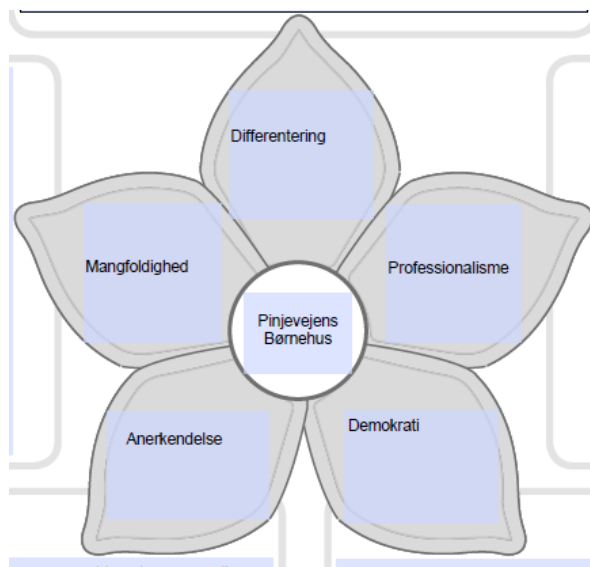 Differentering
Mangfoldighed
Professionalisme
Pinjevejens
Børnehus
Anerkendelse
Demokrati